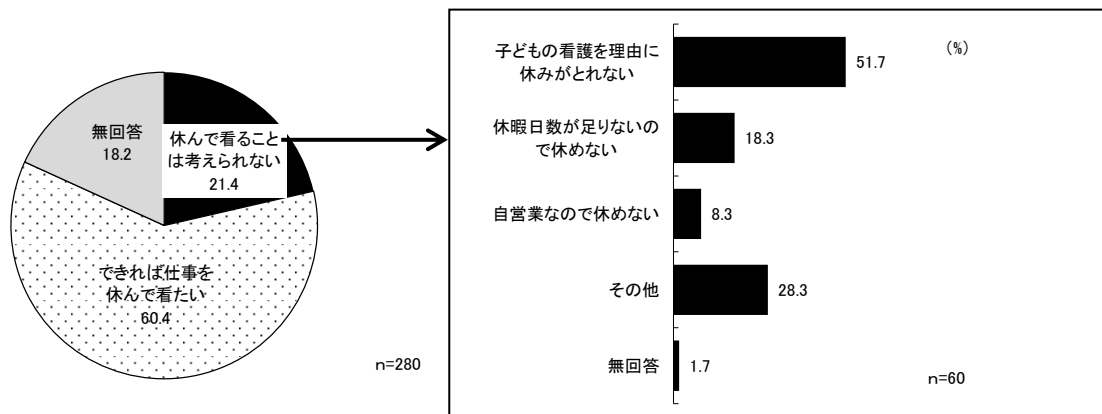 無回答
18.2
休んで看ること
は考えられない
21.4
できれば仕事を
休んで看たい
60.4
n=280
(%)
子どもの看護を理由に
休みがとれない
51.7
休暇日数が足りないの
で休めない
18.3
自営業なので休めない
8.3
その他
28.3
無回答
1.7
n=60